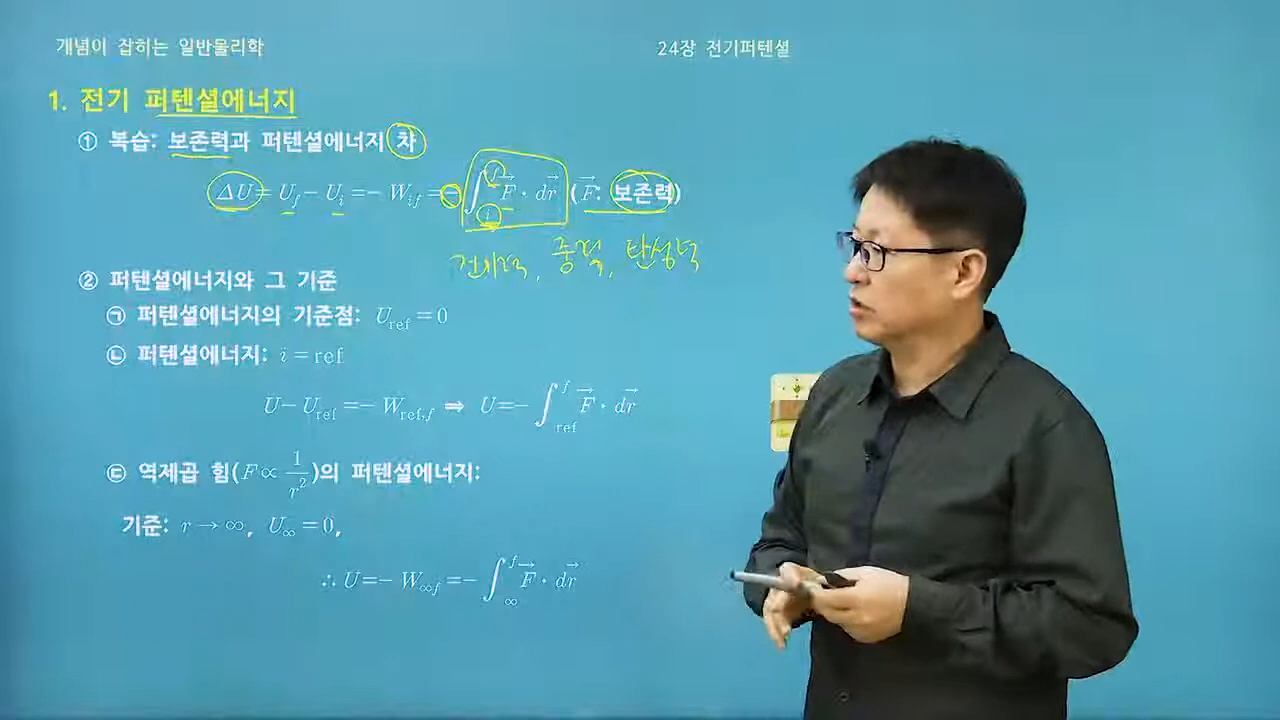 개념이 잡히는 일반물리학
24장 전기퍼텐셜
1. 전기 퍼텐셜에너지
① 복습: 보존력과 퍼텐셜에너지 차
ΔU = U_f − U_i = − W_if = − ∫_i^f F⃗ · dr⃗ (F⃗: 보존력)
전기력, 중력, 탄성력
② 퍼텐셜에너지와 그 기준
㉠ 퍼텐셜에너지의 기준점: U_ref = 0
㉡ 퍼텐셜에너지: i = ref
U − U_ref = − W_ref,f ⇒ U = − ∫_ref^f F⃗ · dr⃗
㉢ 역제곱 힘(F ∝ 1/r²)의 퍼텐셜에너지:
기준: r → ∞, U_∞ = 0,
∴ U = − W_∞f = − ∫_∞^f F⃗ · dr⃗